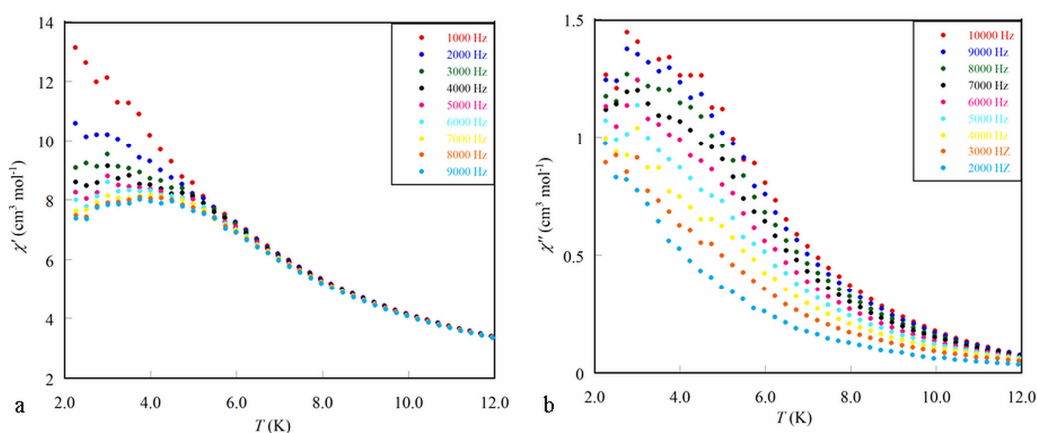 14
12
10
8
6
4
2
χ′ (cm³ mol⁻¹)
1000 Hz
2000 Hz
3000 Hz
4000 Hz
5000 Hz
6000 Hz
7000 Hz
8000 Hz
9000 Hz
2.0 4.0 6.0 8.0 10.0 12.0
T (K)
a
1.5
1
0.5
0
χ″ (cm³ mol⁻¹)
10000 Hz
9000 Hz
8000 Hz
7000 Hz
6000 Hz
5000 Hz
4000 Hz
3000 HZ
2000 HZ
2.0 4.0 6.0 8.0 10.0 12.0
T (K)
b